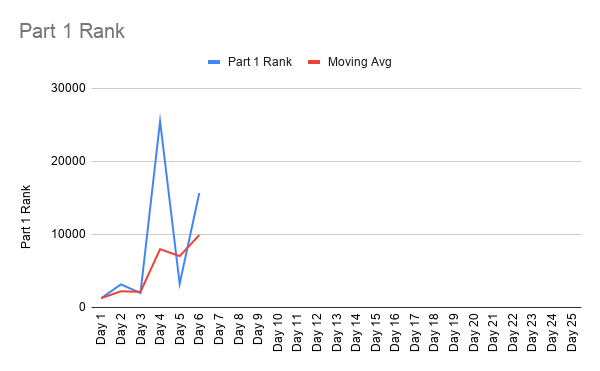 Part 1 Rank
Part 1 Rank Moving Avg
30000
20000
10000
0
Part 1 Rank
Day 1
Day 2
Day 3
Day 4
Day 5
Day 6
Day 7
Day 8
Day 9
Day 10
Day 11
Day 12
Day 13
Day 14
Day 15
Day 16
Day 17
Day 18
Day 19
Day 20
Day 21
Day 22
Day 23
Day 24
Day 25